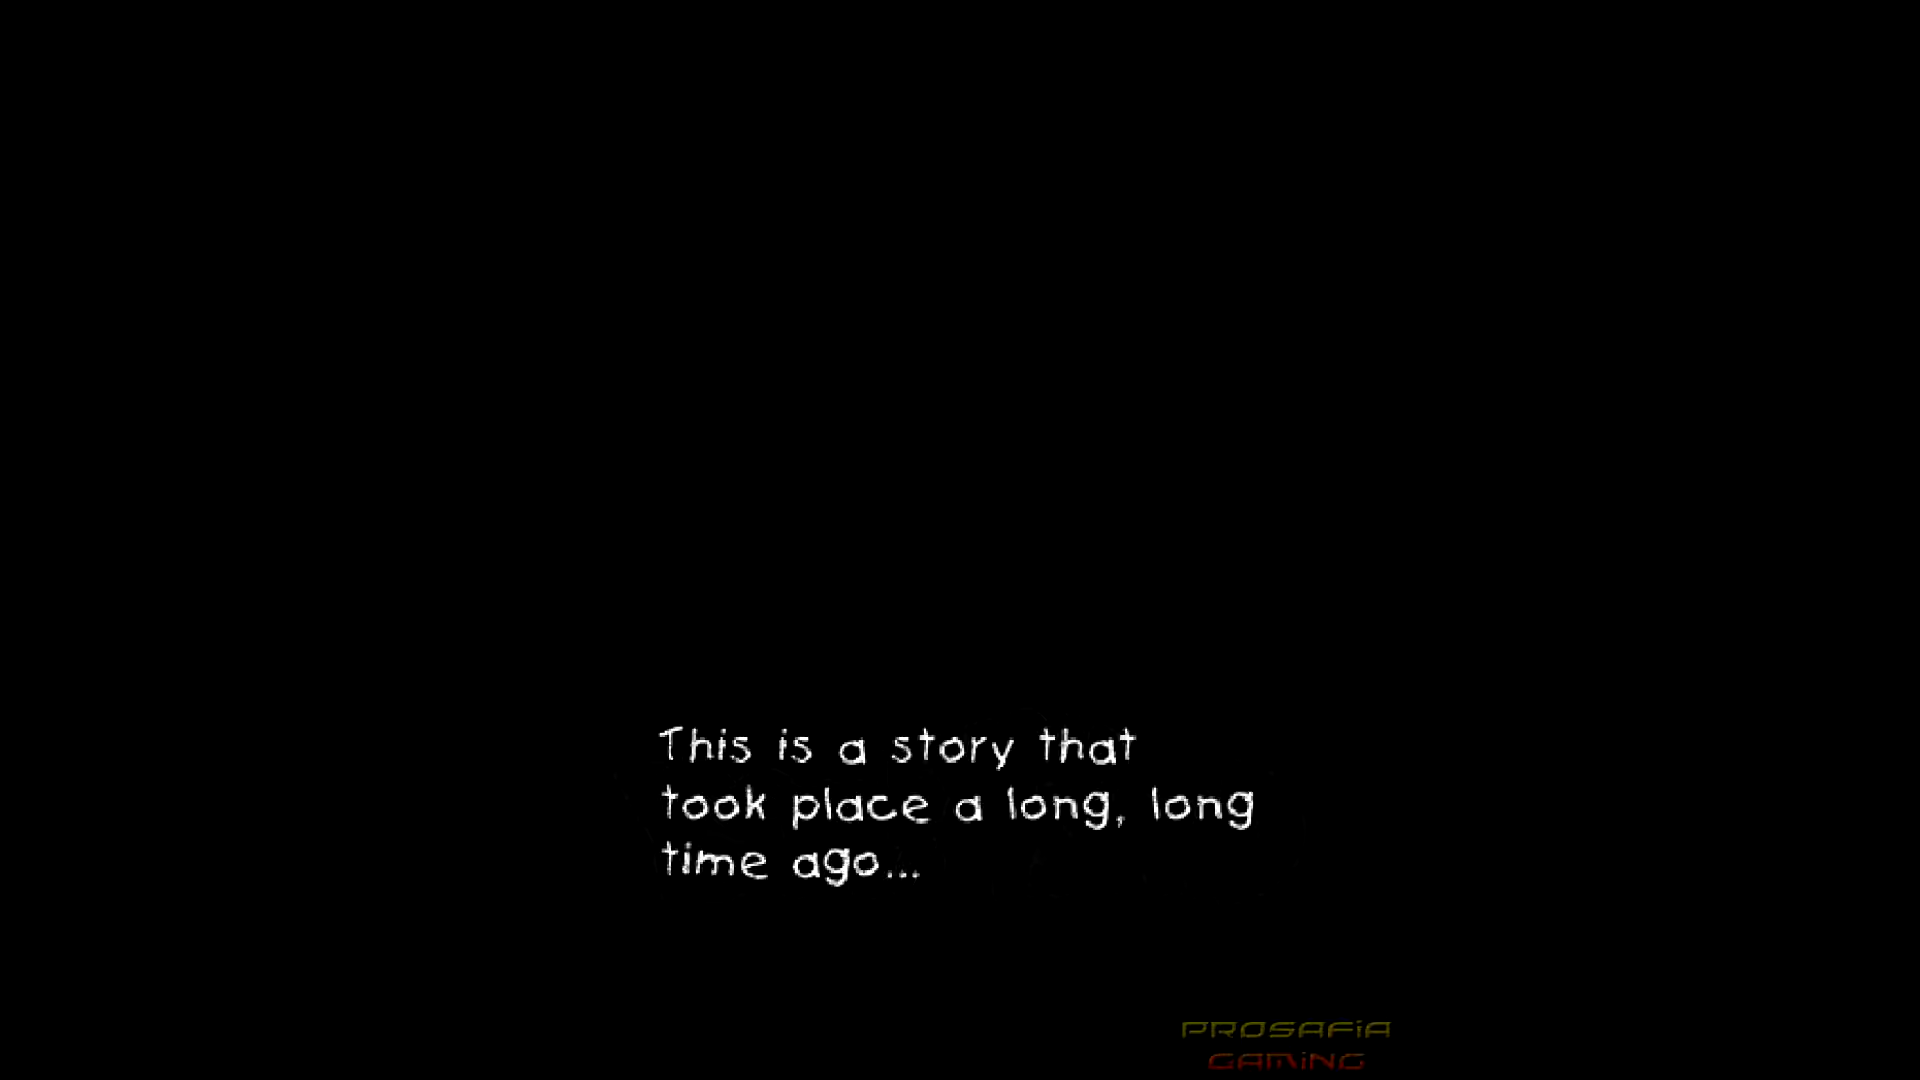 This is a story that
took place a long, long
time ago...
PROSAFiA
GAMiNG